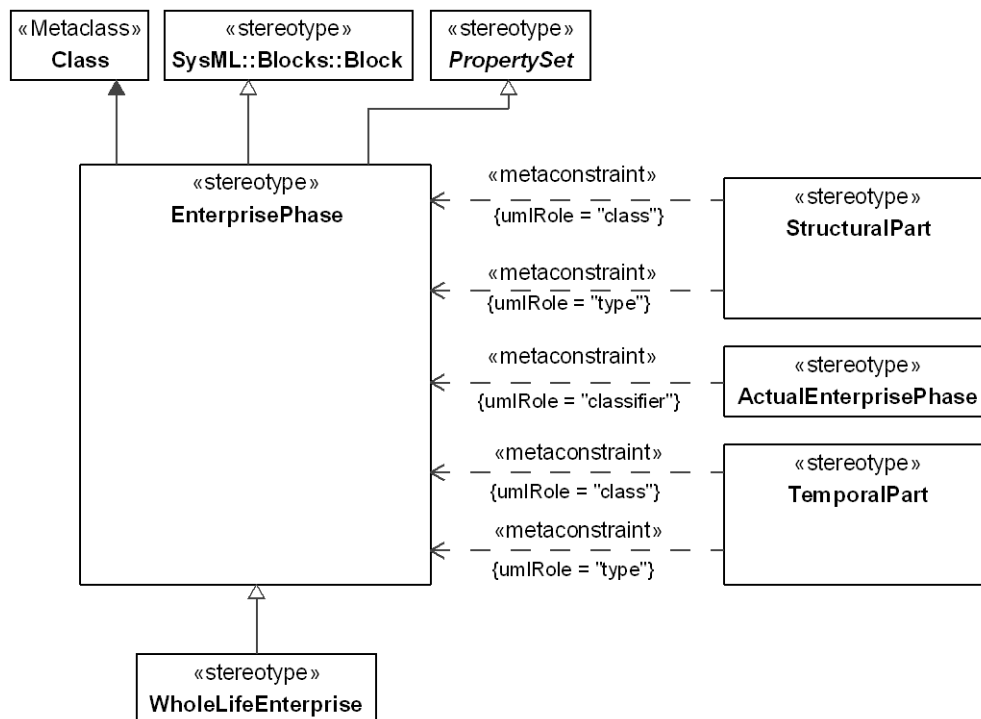 «Metaclass»
Class
«stereotype»
SysML::Blocks::Block
«stereotype»
PropertySet
«stereotype»
EnterprisePhase
«metaconstraint»
{umlRole = "class"}
«metaconstraint»
{umlRole = "type"}
«stereotype»
StructuralPart
«metaconstraint»
{umlRole = "classifier"}
«stereotype»
ActualEnterprisePhase
«metaconstraint»
{umlRole = "class"}
«metaconstraint»
{umlRole = "type"}
«stereotype»
TemporalPart
«stereotype»
WholeLifeEnterprise